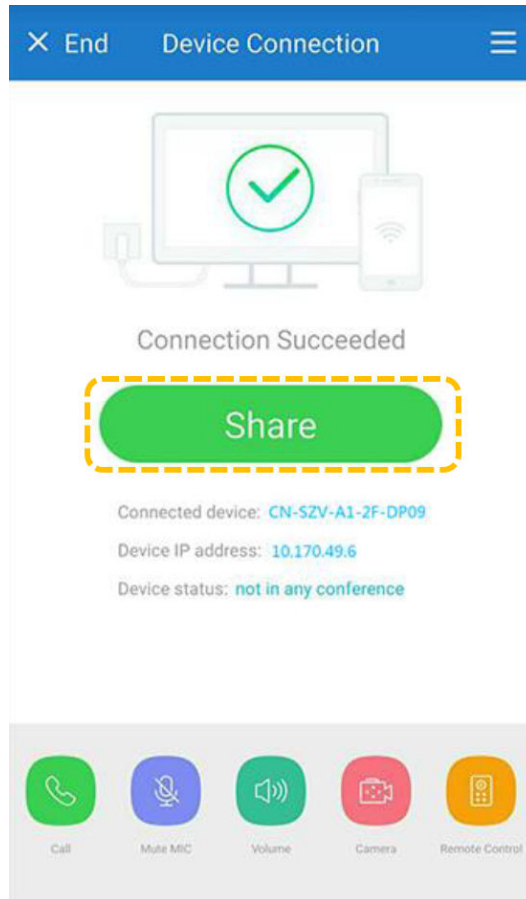 End Device Connection
Connection Succeeded
Share
Connected device: CN-SZV-A1-2F-DP09
Device IP address: 10.170.49.6
Device status: not in any conference
Call Mute MIC Volume Camera Remote Control